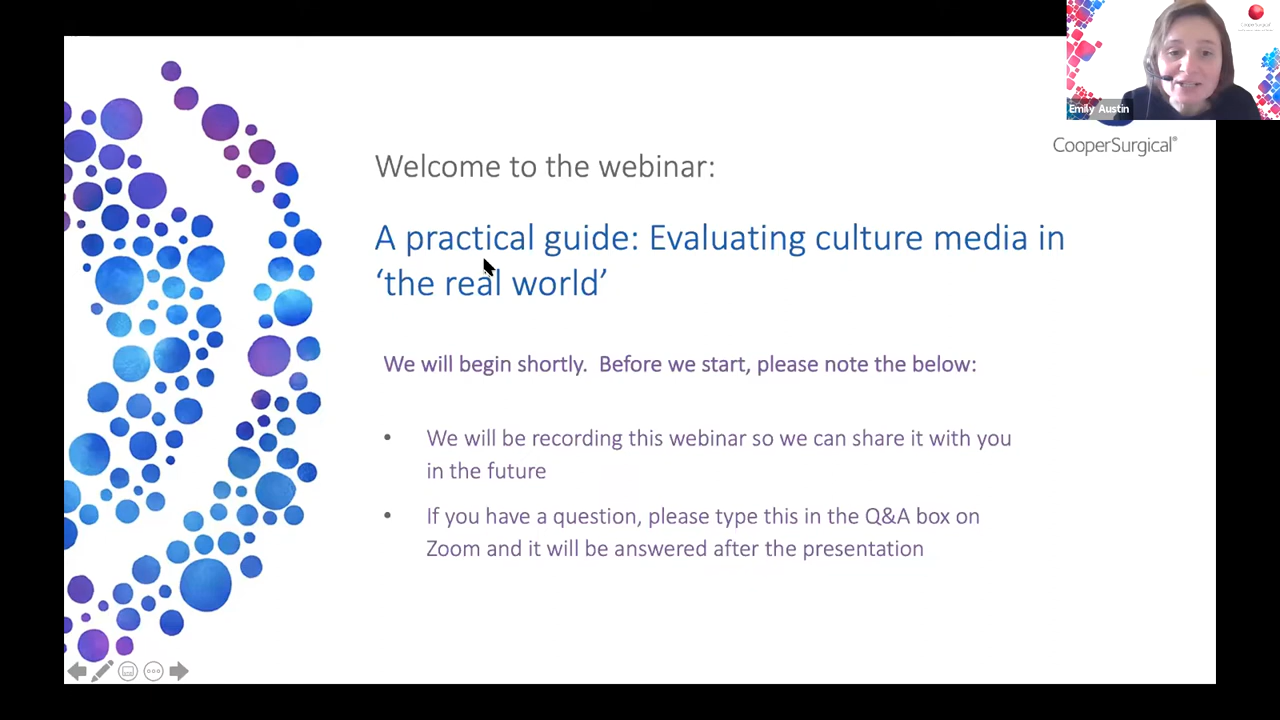 Emily Austin
CooperSurgical®
Welcome to the webinar:
A practical guide: Evaluating culture media in
‘the real world’
We will begin shortly.  Before we start, please note the below:
• We will be recording this webinar so we can share it with you
in the future
• If you have a question, please type this in the Q&A box on
Zoom and it will be answered after the presentation